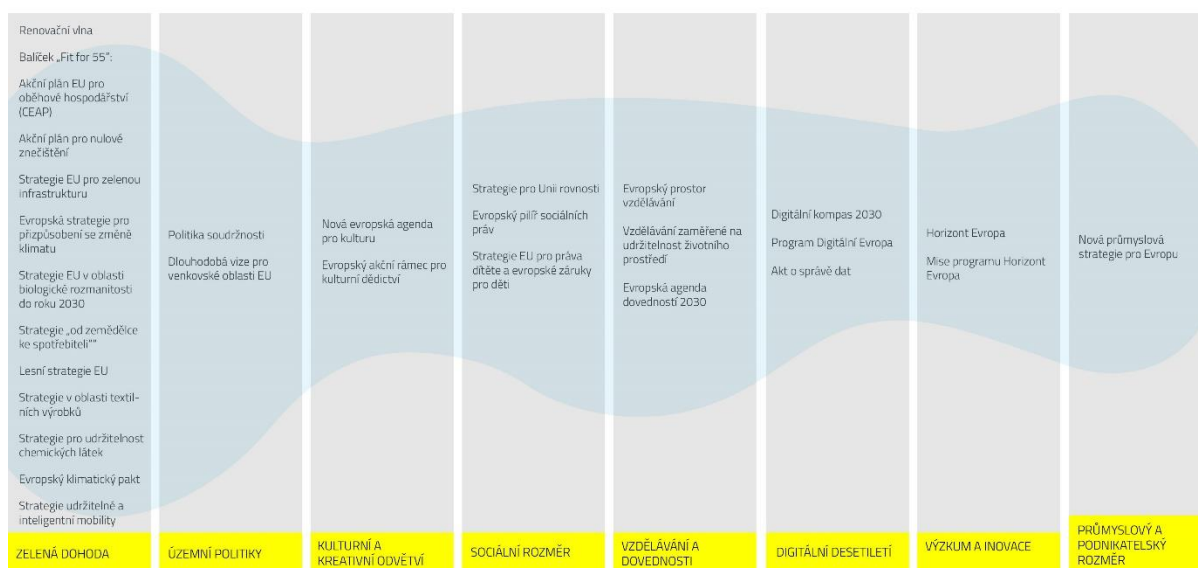 Renovační vlna
Balíček „Fit for 55“:
Akční plán EU pro
oběhové hospodářství
(CEAP)
Akční plán pro nulové
znečištění
Strategie EU pro zelenou
infrastrukturu
Evropská strategie pro
přizpůsobení se změně
klimatu
Strategie EU v oblasti
biologické rozmanitosti
do roku 2030
Strategie „od zemědělce
ke spotřebiteli““
Lesní strategie EU
Strategie v oblasti textil-
ních výrobků
Strategie pro udržitelnost
chemických látek
Evropský klimatický pakt
Strategie udržitelné a
inteligentní mobility
ZELENÁ DOHODA
Politika soudržnosti
Dlouhodobá vize pro
venkovské oblasti EU
ÚZEMNÍ POLITIKY
Nová evropská agenda
pro kulturu
Evropský akční rámec pro
kulturní dědictví
KULTURNÍ A
KREATIVNÍ ODVĚTVÍ
Strategie pro Unii rovnosti
Evropský pilíř sociálních
práv
Strategie EU pro práva
dítěte a evropské záruky
pro děti
SOCIÁLNÍ ROZMĚR
Evropský prostor
vzdělávání
Vzdělávání zaměřené na
udržitelnost životního
prostředí
Evropská agenda
dovedností 2030
VZDĚLÁVÁNÍ A
DOVEDNOSTI
Digitální kompas 2030
Program Digitální Evropa
Akt o správě dat
DIGITÁLNÍ DESETILETÍ
Horizont Evropa
Mise programu Horizont
Evropa
VÝZKUM A INOVACE
Nová průmyslová
strategie pro Evropu
PRŮMYSLOVÝ A
PODNIKATELSKÝ
ROZMĚR